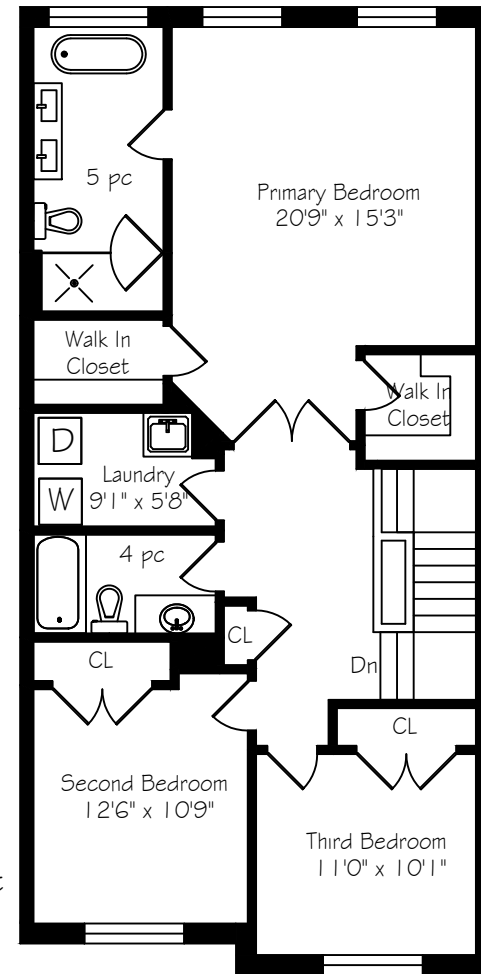 5 pc
Primary Bedroom
20'9" x 15'3"
Walk In
Closet
Walk In
Closet
D
Laundry
W
9'1" x 5'8"
4 pc
CL
CL
Dn
CL
Second Bedroom
12'6" x 10'9"
Third Bedroom
11'0" x 10'1"
t